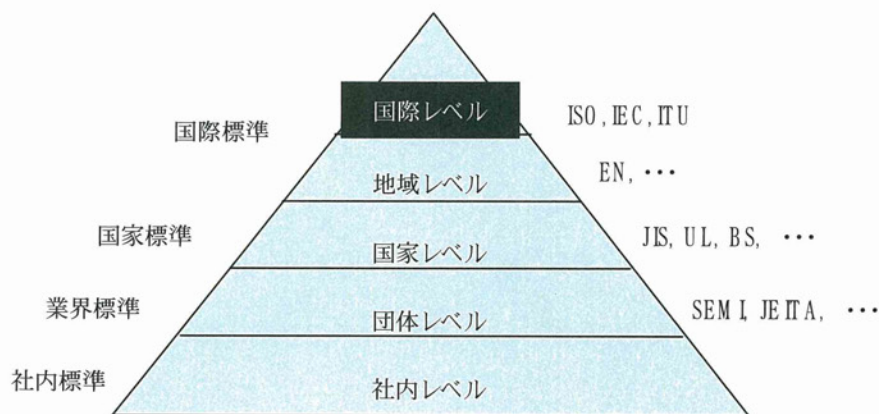 国際標準 国際レベル ISO, IEC, ITU
地域レベル EN, ・・・
国家標準 国家レベル JIS, UL, BS, ・・・
業界標準 団体レベル SEMI, JEITA, ・・・
社内標準 社内レベル